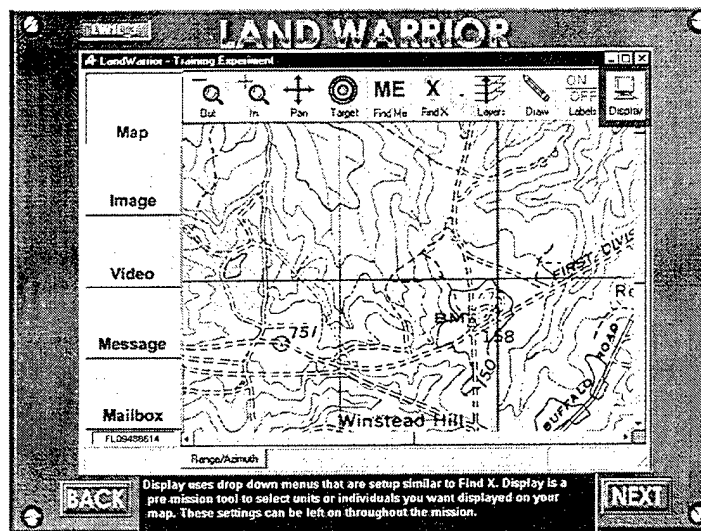 LAND WARRIOR
LandWarrior - Training Experiment
Out In Pan Target ME Find Me X Find X Layers Draw ON OFF Labels Display
Map
Image
Video
Message
Mailbox
751
BM
158
150
FIRST DIVIS
BUFFALO ROAD
Winstead Hill
Range/Azimuth
BACK
Display uses drop down menus that are setup similar to Find X. Display is a
pre-mission tool to select units or individuals you want displayed on your
map. These settings can be left on throughout the mission.
NEXT